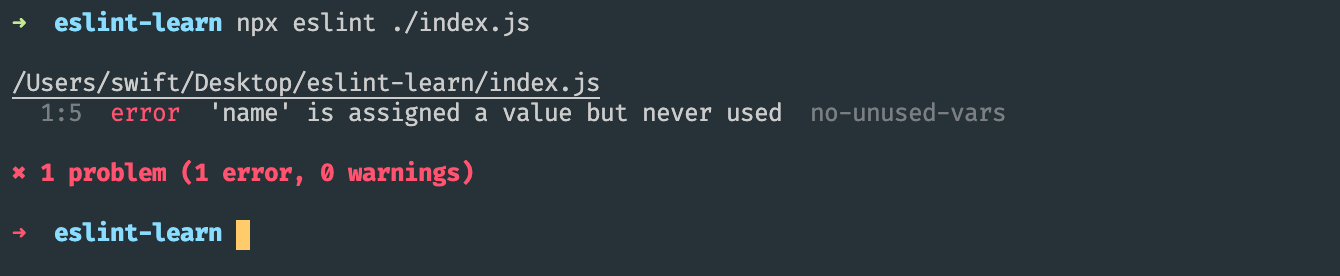 ➜ eslint-learn npx eslint ./index.js
/Users/swift/Desktop/eslint-learn/index.js
1:5 error 'name' is assigned a value but never used no-unused-vars
✖ 1 problem (1 error, 0 warnings)
➜ eslint-learn